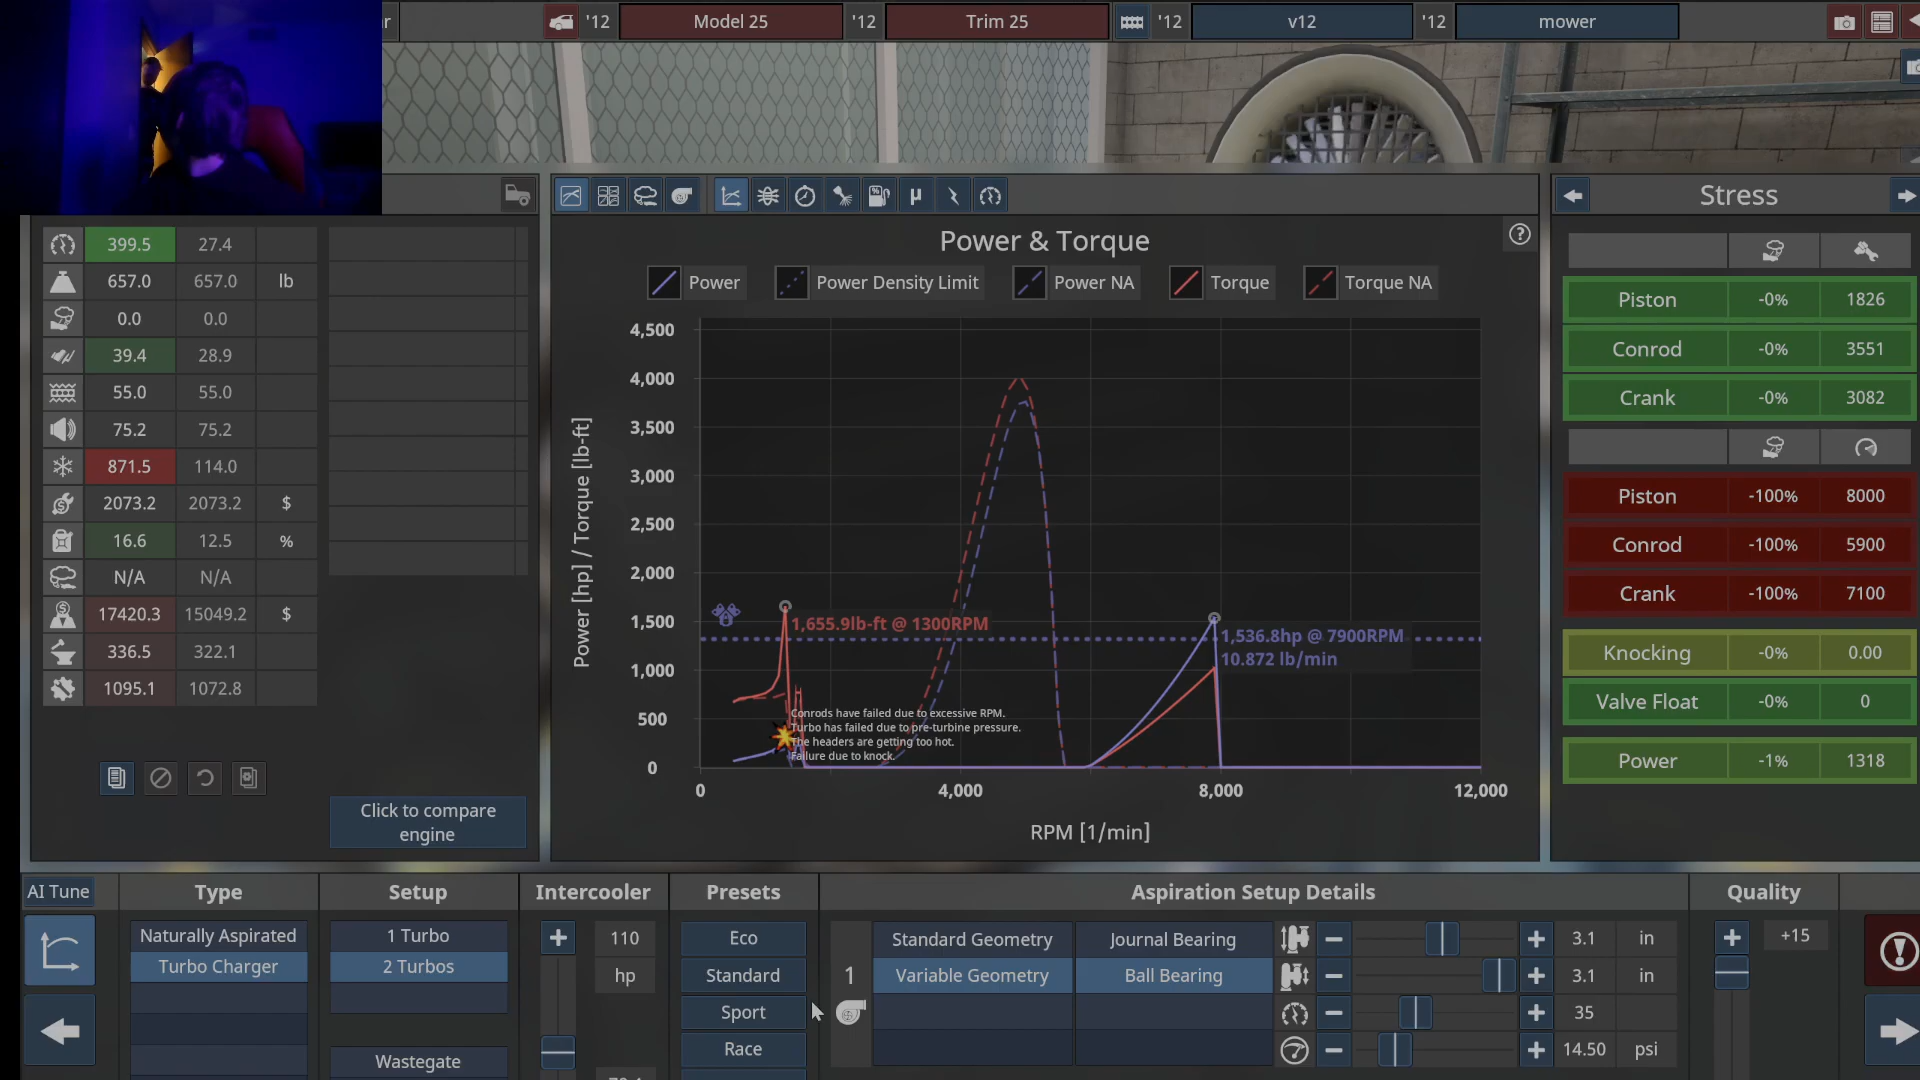 r
'12
Model 25
'12
Trim 25
'12
v12
'12
mower
399.5 27.4
657.0 657.0 lb
0.0 0.0
39.4 28.9
55.0 55.0
75.2 75.2
871.5 114.0
2073.2 2073.2 $
16.6 12.5 %
N/A N/A
17420.3 15049.2 $
336.5 322.1
1095.1 1072.8
Click to compare
engine
µ
Power & Torque
?
Power
Power Density Limit
Power NA
Torque
Torque NA
Power [hp] / Torque [lb-ft]
4,500
4,000
3,500
3,000
2,500
2,000
1,500
1,000
500
0
1,655.9lb-ft @ 1300RPM
1,536.8hp @ 7900RPM
10.872 lb/min
Conrods have failed due to excessive RPM.
Turbo has failed due to pre-turbine pressure.
The headers are getting too hot.
Failure due to knock.
0 4,000 8,000 12,000
RPM [1/min]
Stress
Piston -0% 1826
Conrod -0% 3551
Crank -0% 3082
Piston -100% 8000
Conrod -100% 5900
Crank -100% 7100
Knocking -0% 0.00
Valve Float -0% 0
Power -1% 1318
AI Tune
Type
Naturally Aspirated
Turbo Charger
Setup
1 Turbo
2 Turbos
Wastegate
Intercooler
+ 110
hp
Presets
Eco
Standard
Sport
Race
Aspiration Setup Details
1
Standard Geometry
Variable Geometry
Journal Bearing
Ball Bearing
− + 3.1 in
− + 3.1 in
− + 35
− + 14.50 psi
Quality
+ +15